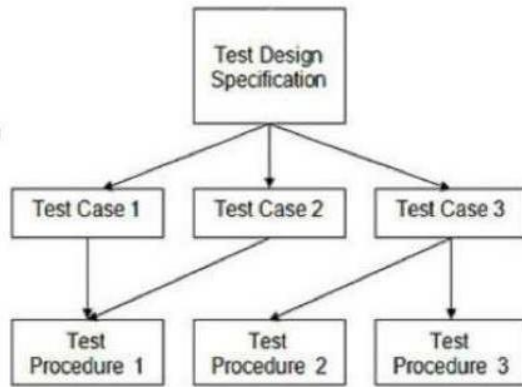 Test Design
Specification
Test Case 1
Test Case 2
Test Case 3
Test
Procedure 1
Test
Procedure 2
Test
Procedure 3